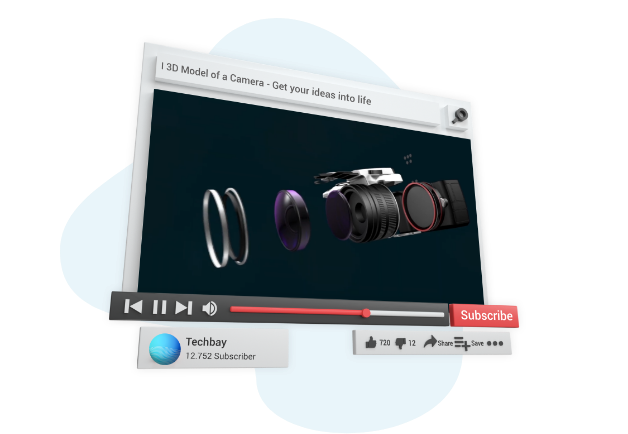 l 3D Model of a Camera - Get your ideas into life
Subscribe
Techbay
12.752 Subscriber
720 12 Share Save